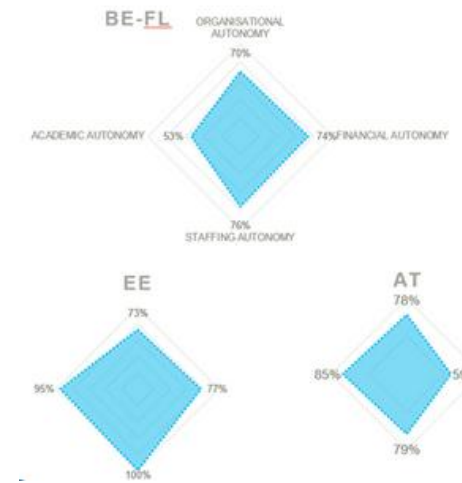 BE-FL
ORGANISATIONAL
AUTONOMY
70%
ACADEMIC AUTONOMY
53%
74%
FINANCIAL AUTONOMY
76%
STAFFING AUTONOMY
EE
73%
95%
77%
100%
AT
78%
85%
79%